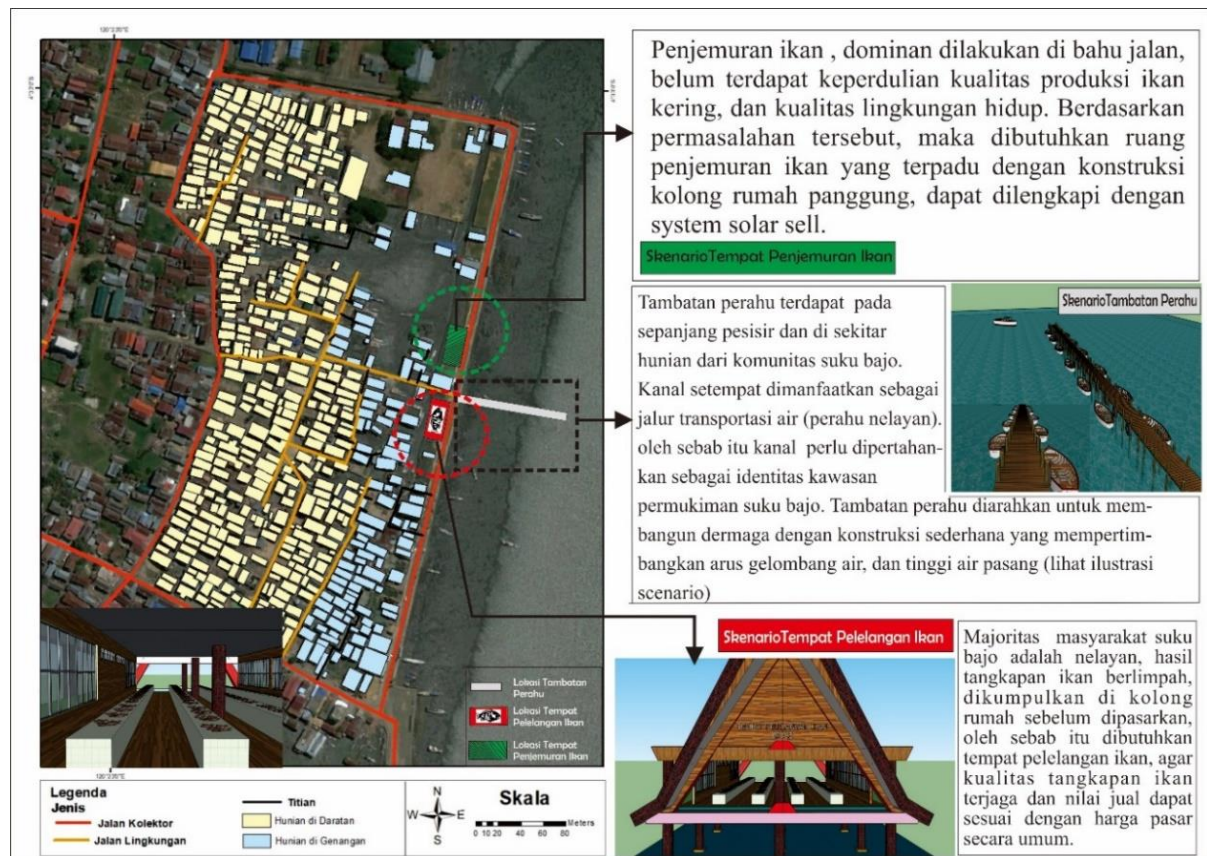 Penjemuran ikan , dominan dilakukan di bahu jalan,
belum terdapat keperdulian kualitas produksi ikan
kering, dan kualitas lingkungan hidup. Berdasarkan
permasalahan tersebut, maka dibutuhkan ruang
penjemuran ikan yang terpadu dengan konstruksi
kolong rumah panggung, dapat dilengkapi dengan
system solar sell.
SkenarioTempat Penjemuran Ikan
Tambatan perahu terdapat pada
sepanjang pesisir dan di sekitar
hunian dari komunitas suku bajo.
Kanal setempat dimanfaatkan sebagai
jalur transportasi air (perahu nelayan).
oleh sebab itu kanal perlu dipertahan-
kan sebagai identitas kawasan
permukiman suku bajo. Tambatan perahu diarahkan untuk mem-
bangun dermaga dengan konstruksi sederhana yang mempertim-
bangkan arus gelombang air, dan tinggi air pasang (lihat ilustrasi
scenario)
SkenarioTambatan Perahu
SkenarioTempat Pelelangan Ikan
Majoritas masyarakat suku
bajo adalah nelayan, hasil
tangkapan ikan berlimpah,
dikumpulkan di kolong
rumah sebelum dipasarkan,
oleh sebab itu dibutuhkan
tempat pelelangan ikan, agar
kualitas tangkapan ikan
terjaga dan nilai jual dapat
sesuai dengan harga pasar
secara umum.
Lokasi Tambatan
Perahu
Lokasi Tempat
Pelelangan Ikan
Lokasi Tempat
Penjemuran Ikan
Legenda
Jenis
Jalan Kolektor
Jalan Lingkungan
Titian
Hunian di Daratan
Hunian di Genangan
N
W E
S
Skala
0 10 20 40 60 80
Meters